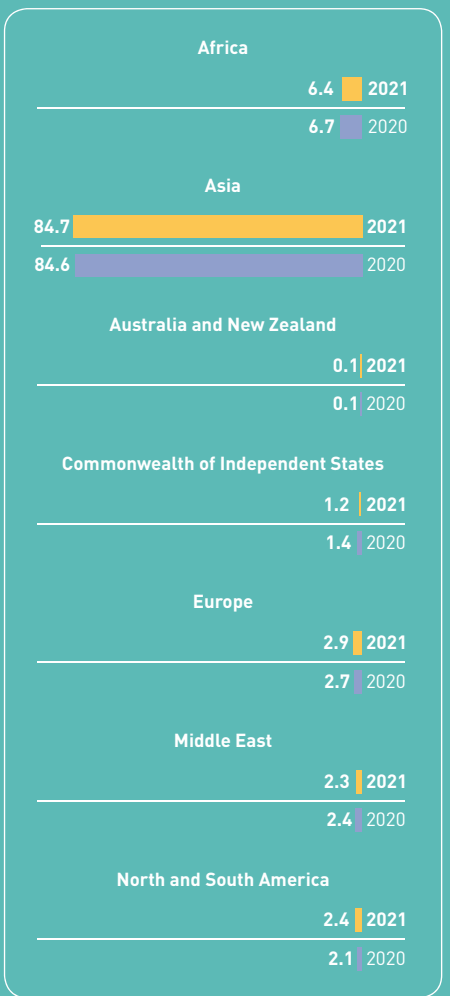 Africa
6.4 2021
6.7 2020
Asia
84.7 2021
84.6 2020
Australia and New Zealand
0.1 2021
0.1 2020
Commonwealth of Independent States
1.2 2021
1.4 2020
Europe
2.9 2021
2.7 2020
Middle East
2.3 2021
2.4 2020
North and South America
2.4 2021
2.1 2020